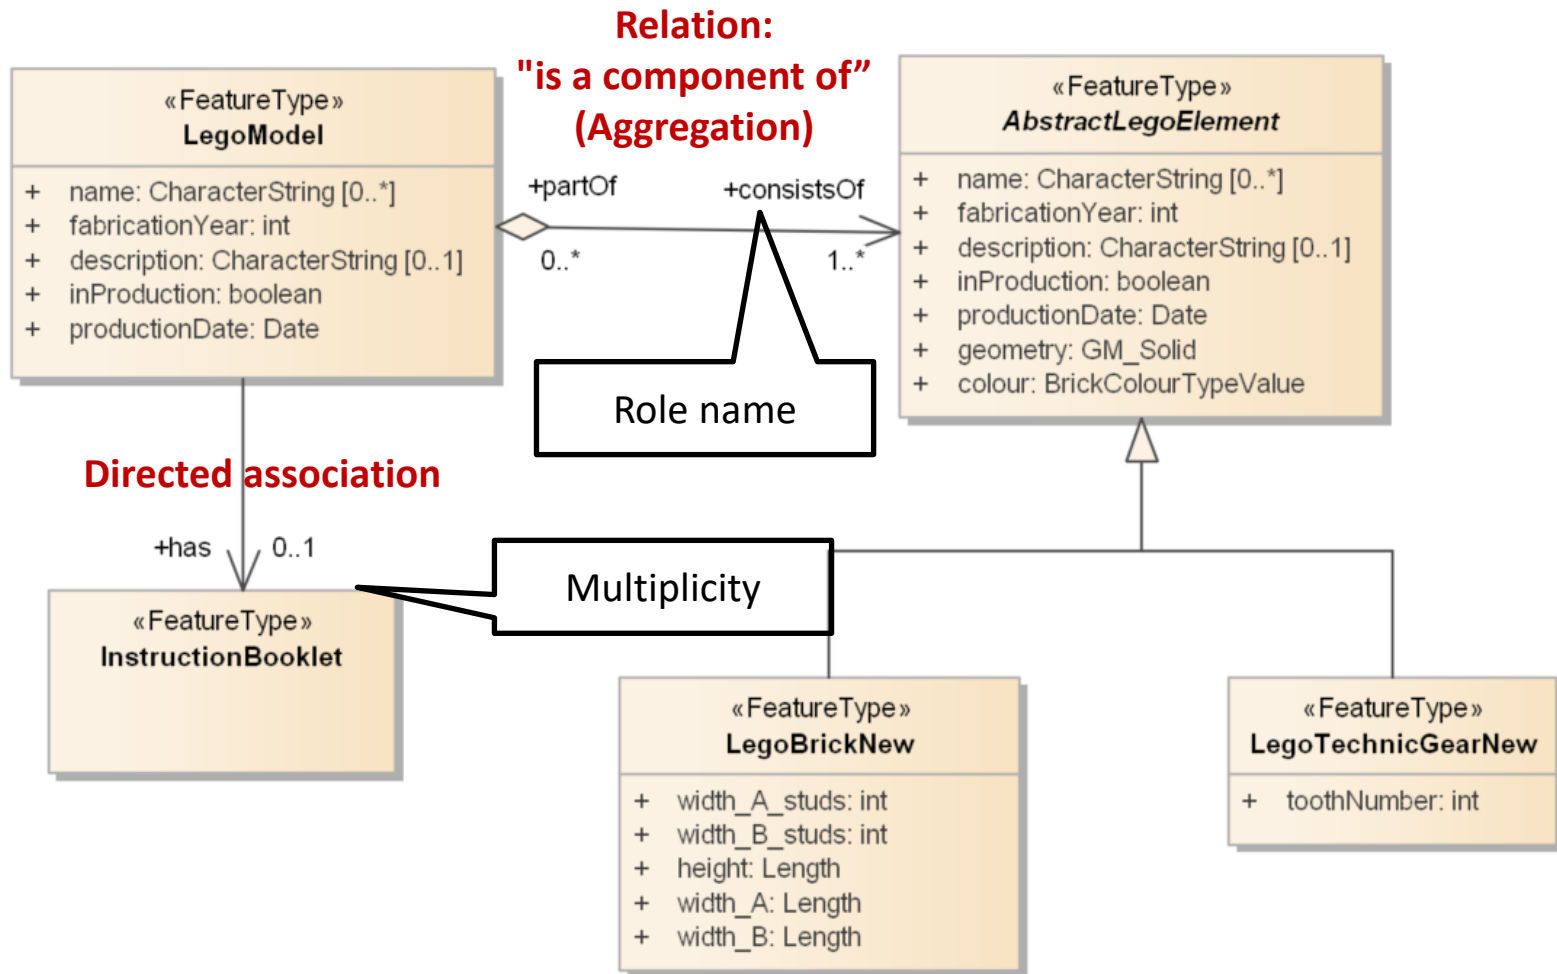 Relation:
"is a component of”
(Aggregation)
«FeatureType»
LegoModel
+ name: CharacterString [0..*]
+ fabricationYear: int
+ description: CharacterString [0..1]
+ inProduction: boolean
+ productionDate: Date
+partOf
+consistsOf
0..*
1..*
«FeatureType»
AbstractLegoElement
+ name: CharacterString [0..*]
+ fabricationYear: int
+ description: CharacterString [0..1]
+ inProduction: boolean
+ productionDate: Date
+ geometry: GM_Solid
+ colour: BrickColourTypeValue
Role name
Directed association
+has
0..1
Multiplicity
«FeatureType»
InstructionBooklet
«FeatureType»
LegoBrickNew
+ width_A_studs: int
+ width_B_studs: int
+ height: Length
+ width_A: Length
+ width_B: Length
«FeatureType»
LegoTechnicGearNew
+ toothNumber: int